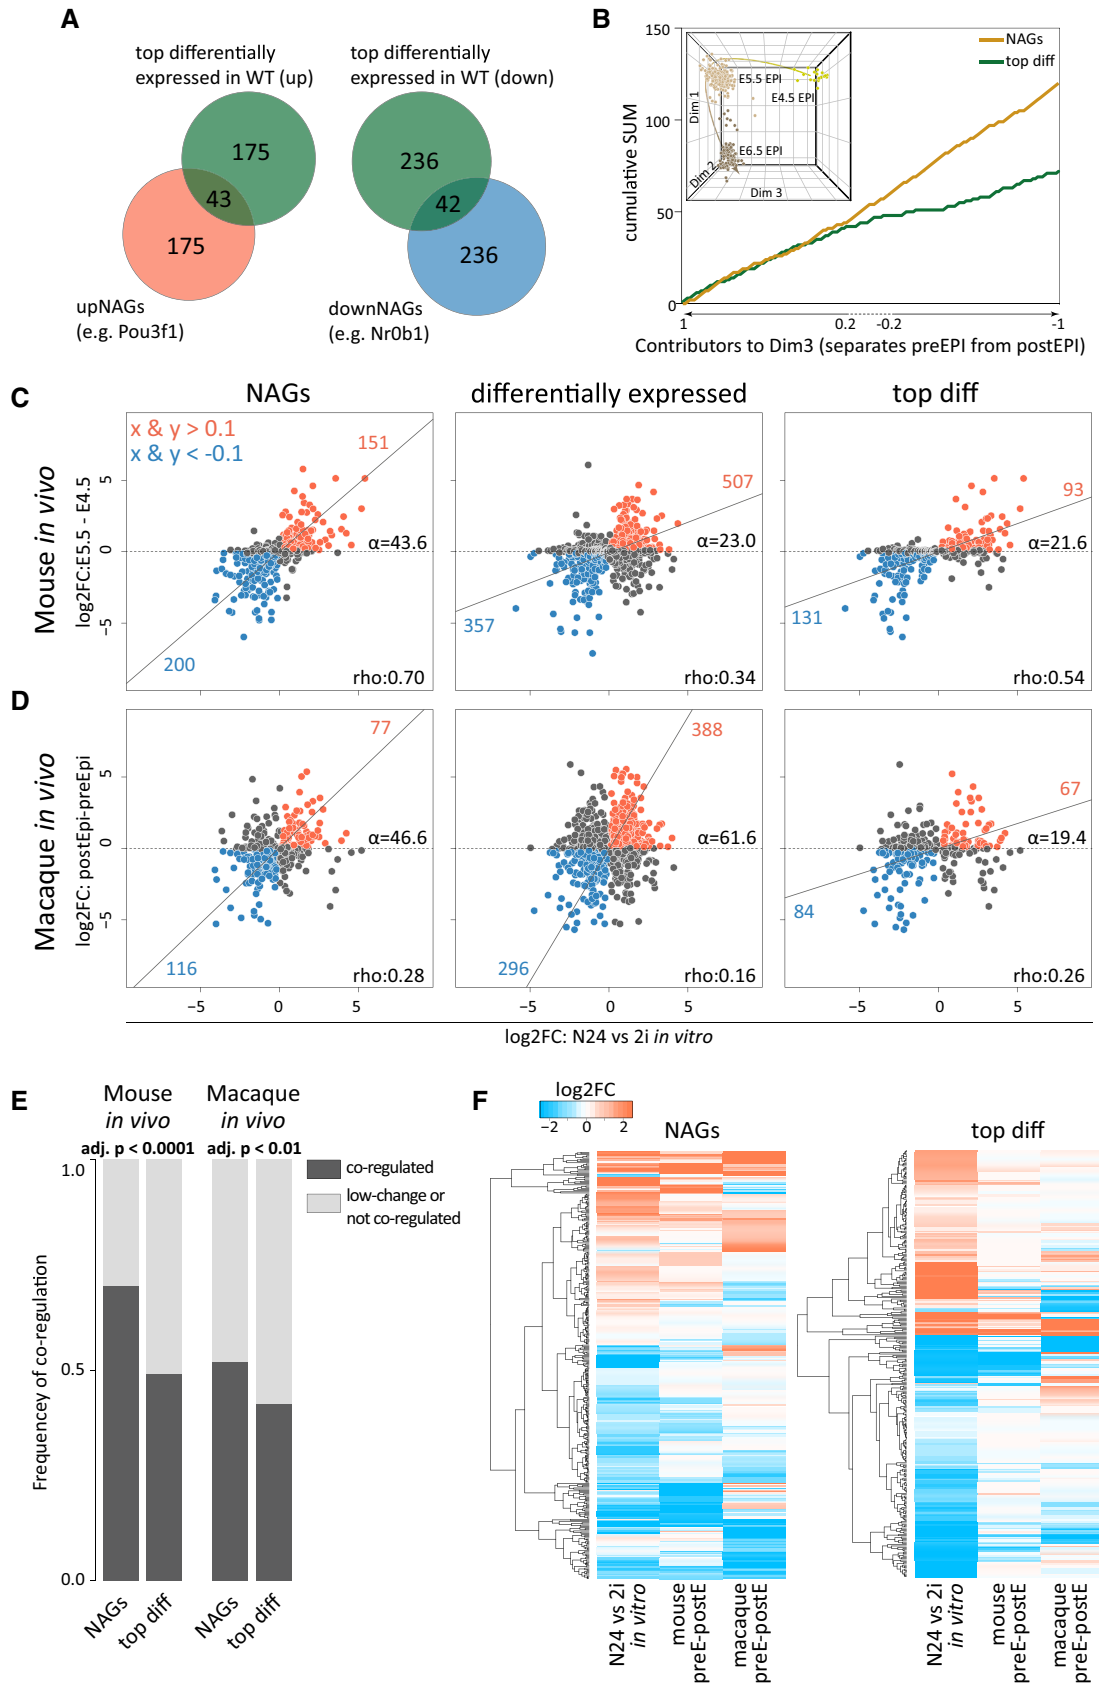 A
top differentially
expressed in WT (up)
175
43
175
upNAGs
(e.g. Pou3f1)
top differentially
expressed in WT (down)
236
42
236
downNAGs
(e.g. Nr0b1)
B
150
100
50
0
cumulative SUM
NAGs
top diff
E5.5 EPI
E4.5 EPI
E6.5 EPI
Dim 1
Dim 2
Dim 3
1
0.2
-0.2
-1
Contributors to Dim3 (separates preEPI from postEPI)
C
NAGs
differentially expressed
top diff
Mouse in vivo
log2FC:E5.5 - E4.5
5
0
−5
x & y > 0.1
x & y < -0.1
151
α=43.6
200
rho:0.70
507
α=23.0
357
rho:0.34
93
α=21.6
131
rho:0.54
D
Macaque in vivo
log2FC: postEpi-preEpi
5
0
−5
77
α=46.6
116
rho:0.28
388
α=61.6
296
rho:0.16
67
α=19.4
84
rho:0.26
−5
0
5
−5
0
5
−5
0
5
log2FC: N24 vs 2i in vitro
E
Mouse
in vivo
adj. p < 0.0001
Macaque
in vivo
adj. p < 0.01
co-regulated
low-change or
not co-regulated
Frequencey of co-regulation
1.0
0.5
0.0
NAGs
top diff
NAGs
top diff
F
log2FC
−2
0
2
NAGs
top diff
N24 vs 2i
in vitro
mouse
preE-postE
macaque
preE-postE
N24 vs 2i
in vitro
mouse
preE-postE
macaque
preE-postE